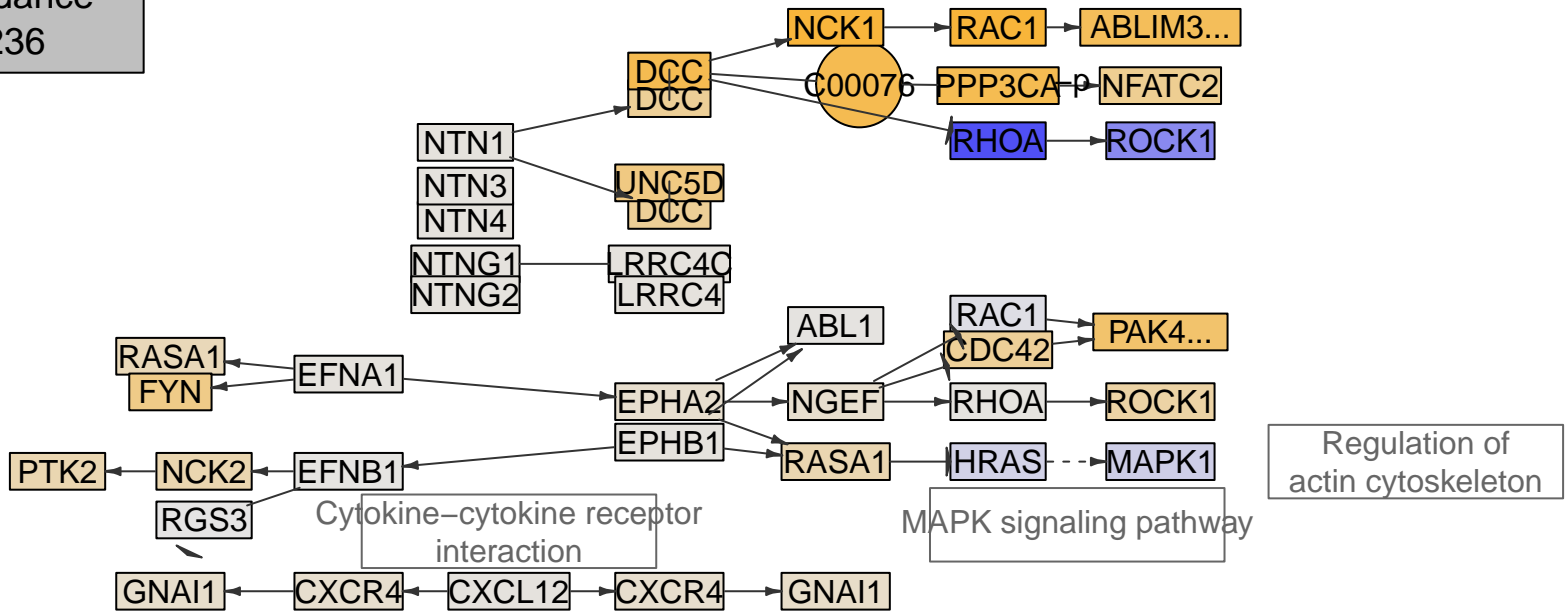 236
NCK1
RAC1
ABLIM3...
DCC
DCC
C00076
PPP3CA
+p
NFATC2
NTN1
RHOA
ROCK1
NTN3
NTN4
UNC5D
DCC
NTNG1
NTNG2
LRRC4C
LRRC4
ABL1
RAC1
CDC42
PAK4...
RASA1
FYN
EFNA1
EPHA2
NGEF
RHOA
ROCK1
EPHB1
PTK2
NCK2
EFNB1
RASA1
HRAS
MAPK1
Regulation of
actin cytoskeleton
RGS3
Cytokine−cytokine receptor
interaction
MAPK signaling pathway
GNAI1
CXCR4
CXCL12
CXCR4
GNAI1